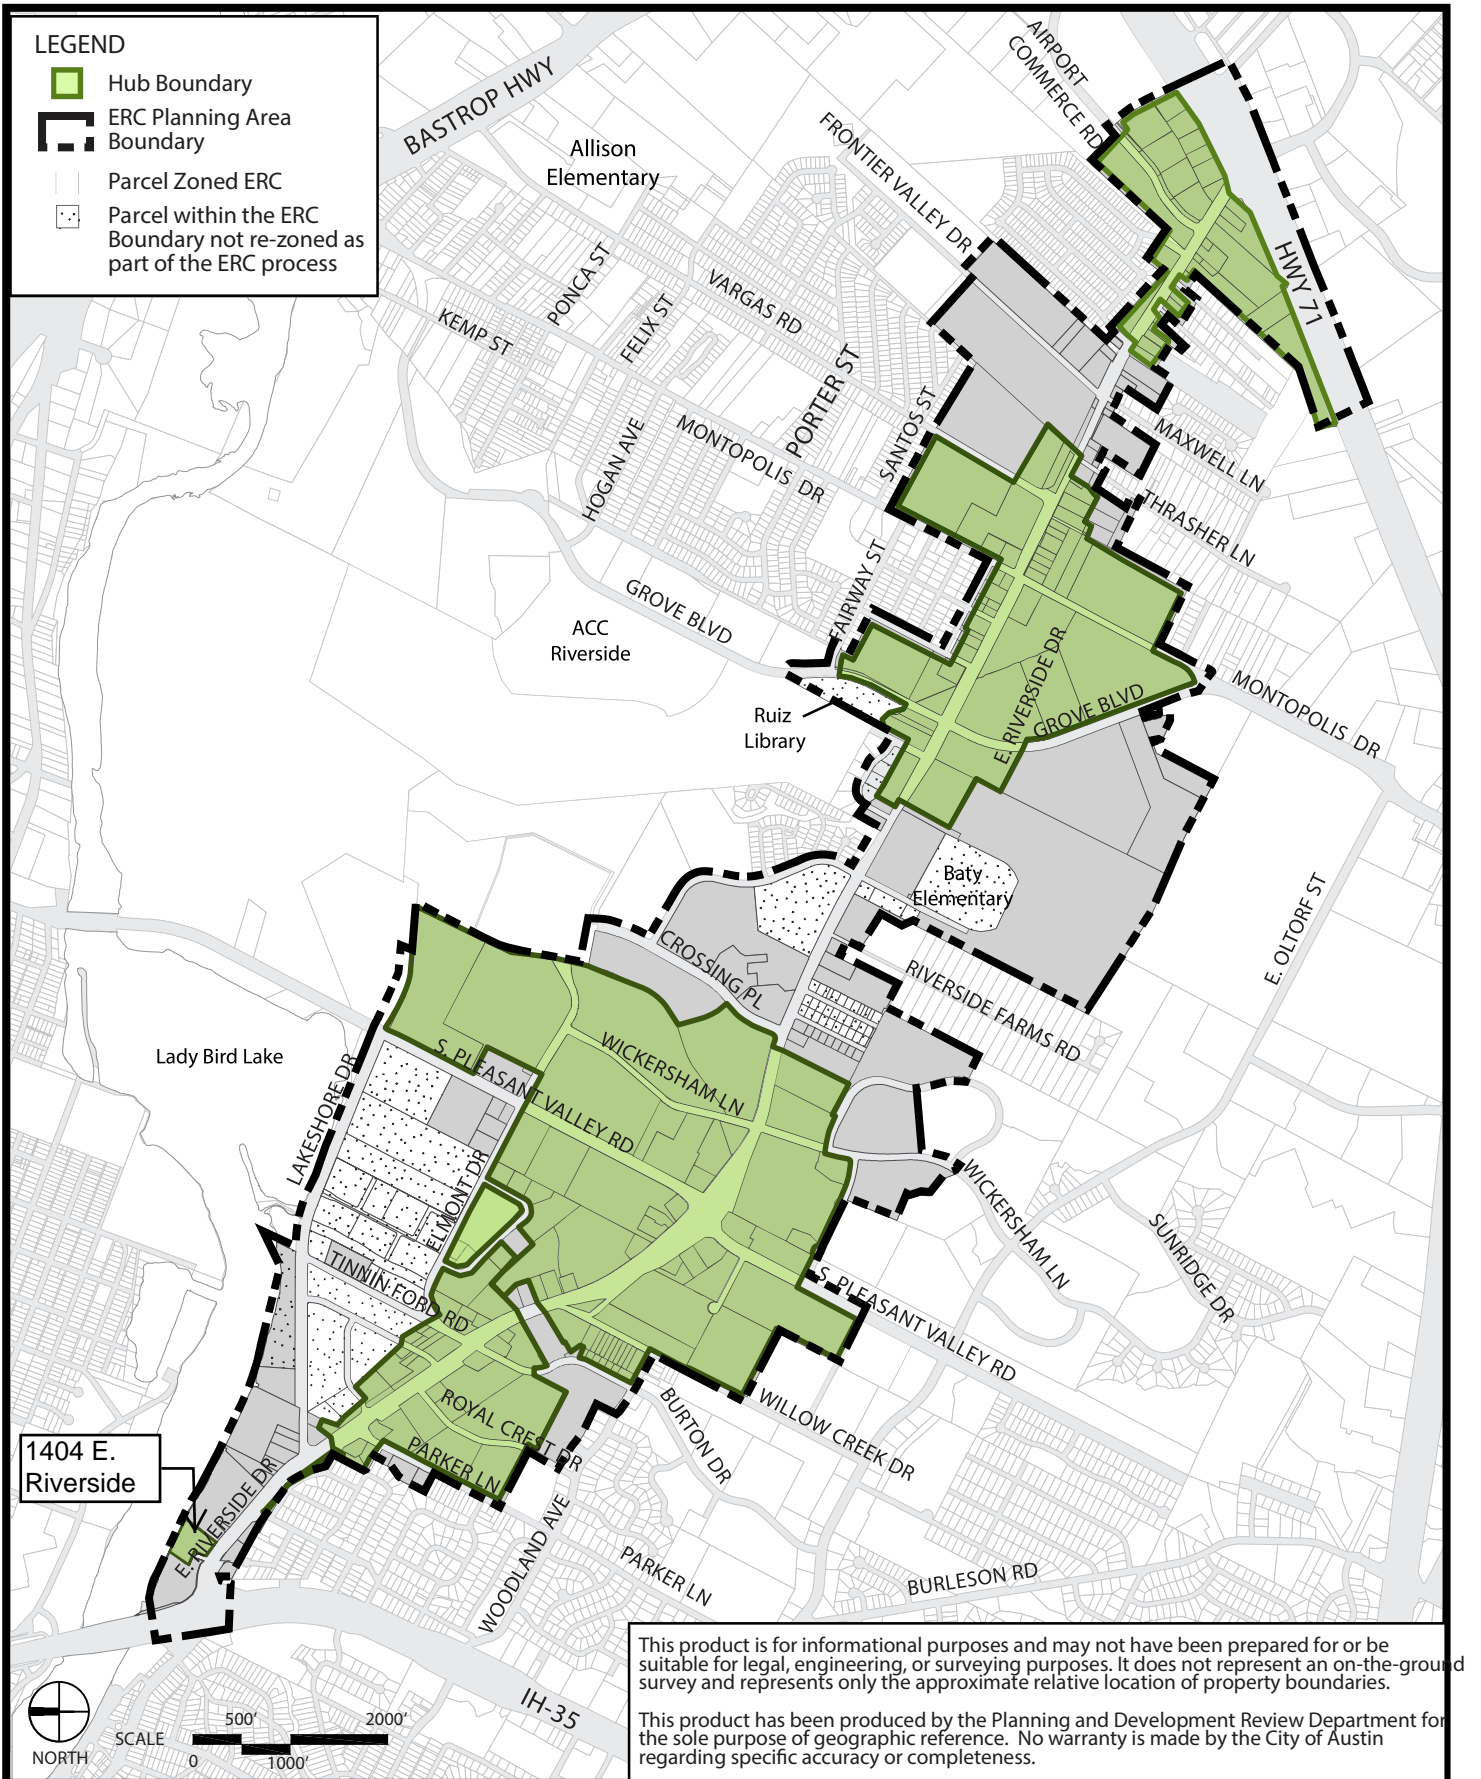 LEGEND
Hub Boundary
ERC Planning Area
Boundary
Parcel Zoned ERC
Parcel within the ERC
Boundary not re-zoned as
part of the ERC process
BASTROP HWY
AIRPORT
COMMERCE RD
Allison
Elementary
FRONTIER VALLEY DR
HWY 71
PONCA ST
VARGAS RD
FELIX ST
KEMP ST
PORTER ST
SANTOS ST
MONTOPOLIS DR
HOGAN AVE
MAXWELL LN
THRASHER LN
FAIRWAY ST
GROVE BLVD
ACC
Riverside
E. RIVERSIDE DR
GROVE BLVD
MONTOPOLIS DR
Ruiz
Library
Baty
Elementary
E. OLTORF ST
CROSSING PL
RIVERSIDE FARMS RD
Lady Bird Lake
LAKESHORE DR
S. PLEASANT VALLEY RD
WICKERSHAM LN
ELMONT DR
WICKERSHAM LN
SUNRIDGE DR
TINNIN FORD RD
S. PLEASANT VALLEY RD
ROYAL CREST DR
PARKER LN
BURTON DR
WILLOW CREEK DR
1404 E.
Riverside
E. RIVERSIDE DR
WOODLAND AVE
PARKER LN
BURLESON RD
IH-35
NORTH
SCALE
500'
2000'
0
1000'
This product is for informational purposes and may not have been prepared for or be
suitable for legal, engineering, or surveying purposes. It does not represent an on-the-ground
survey and represents only the approximate relative location of property boundaries.
This product has been produced by the Planning and Development Review Department for
the sole purpose of geographic reference. No warranty is made by the City of Austin
regarding specific accuracy or completeness.